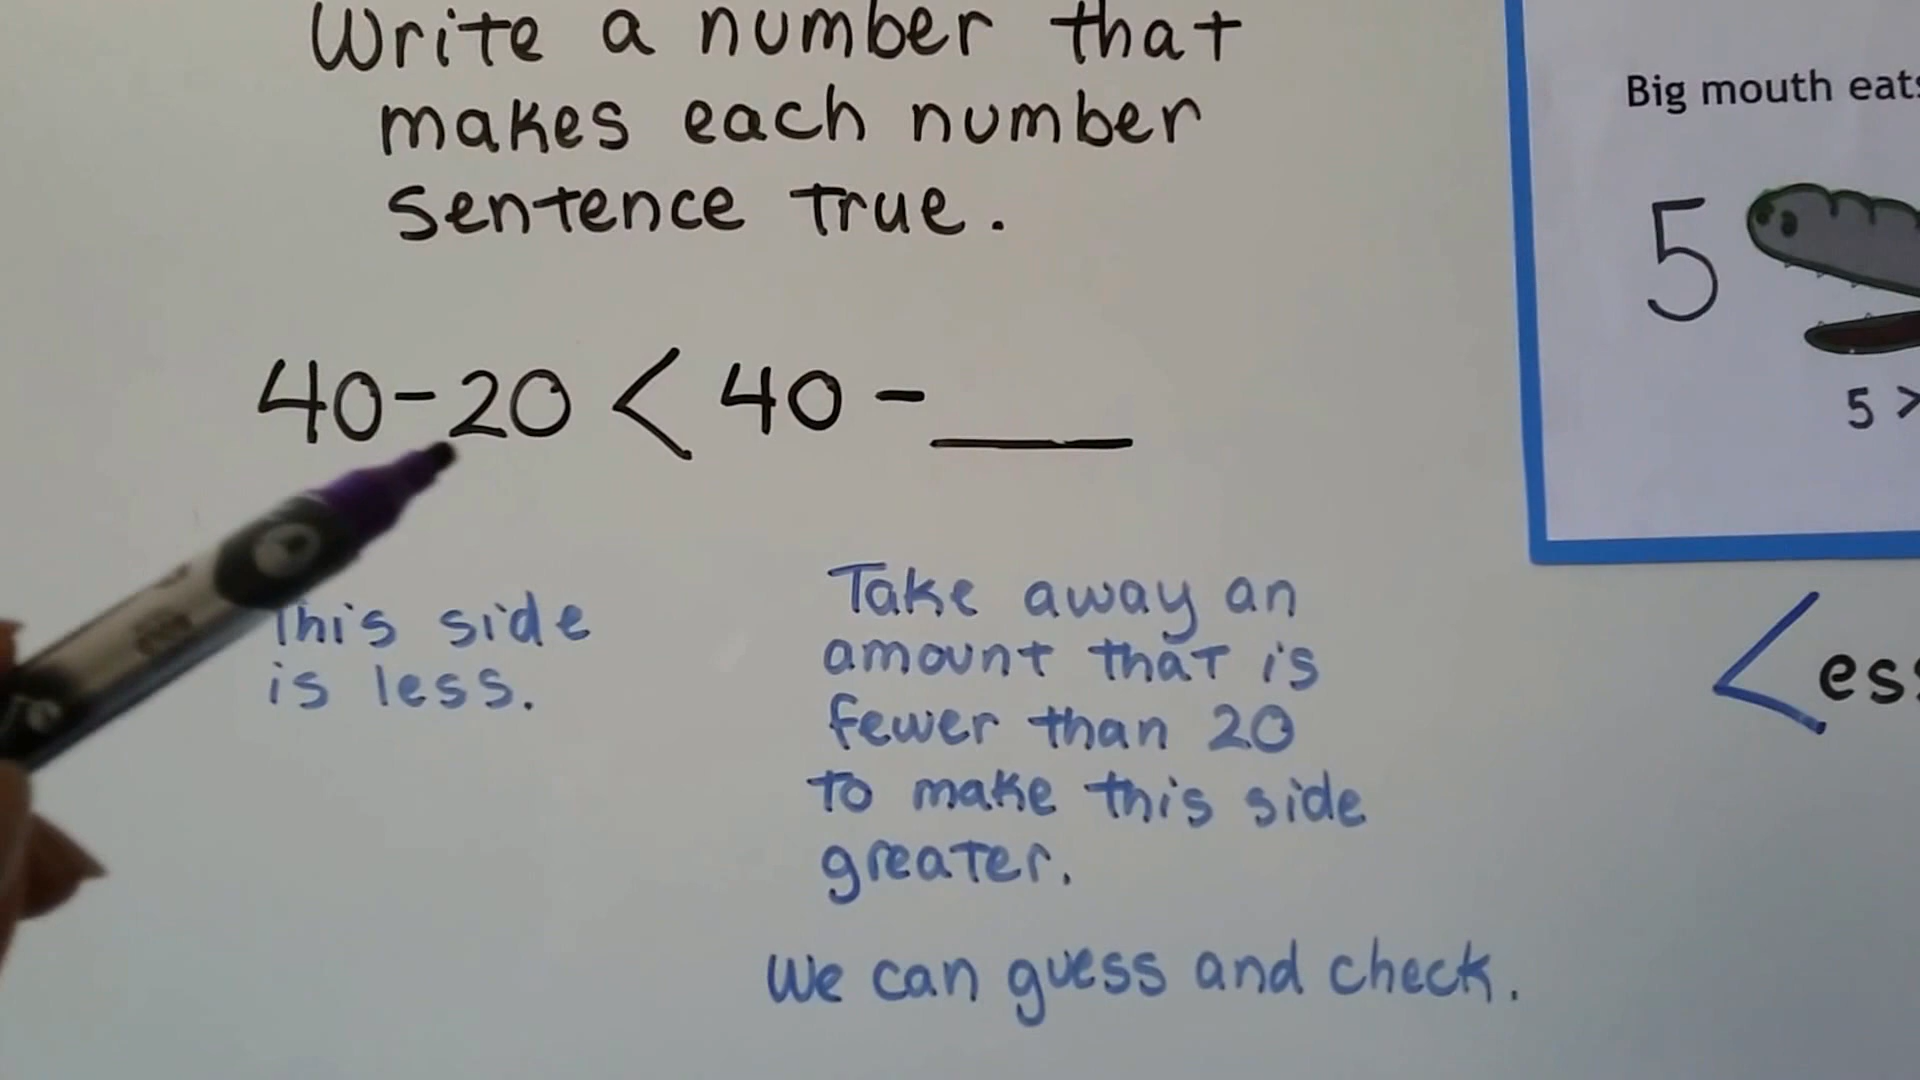 Write a number that
makes each number
sentence true.
40-20 < 40 - ___
This side
is less.
Take away an
amount that is
fewer than 20
to make this side
greater.
We can guess and check.
Big mouth eats
5
5 >
<ess